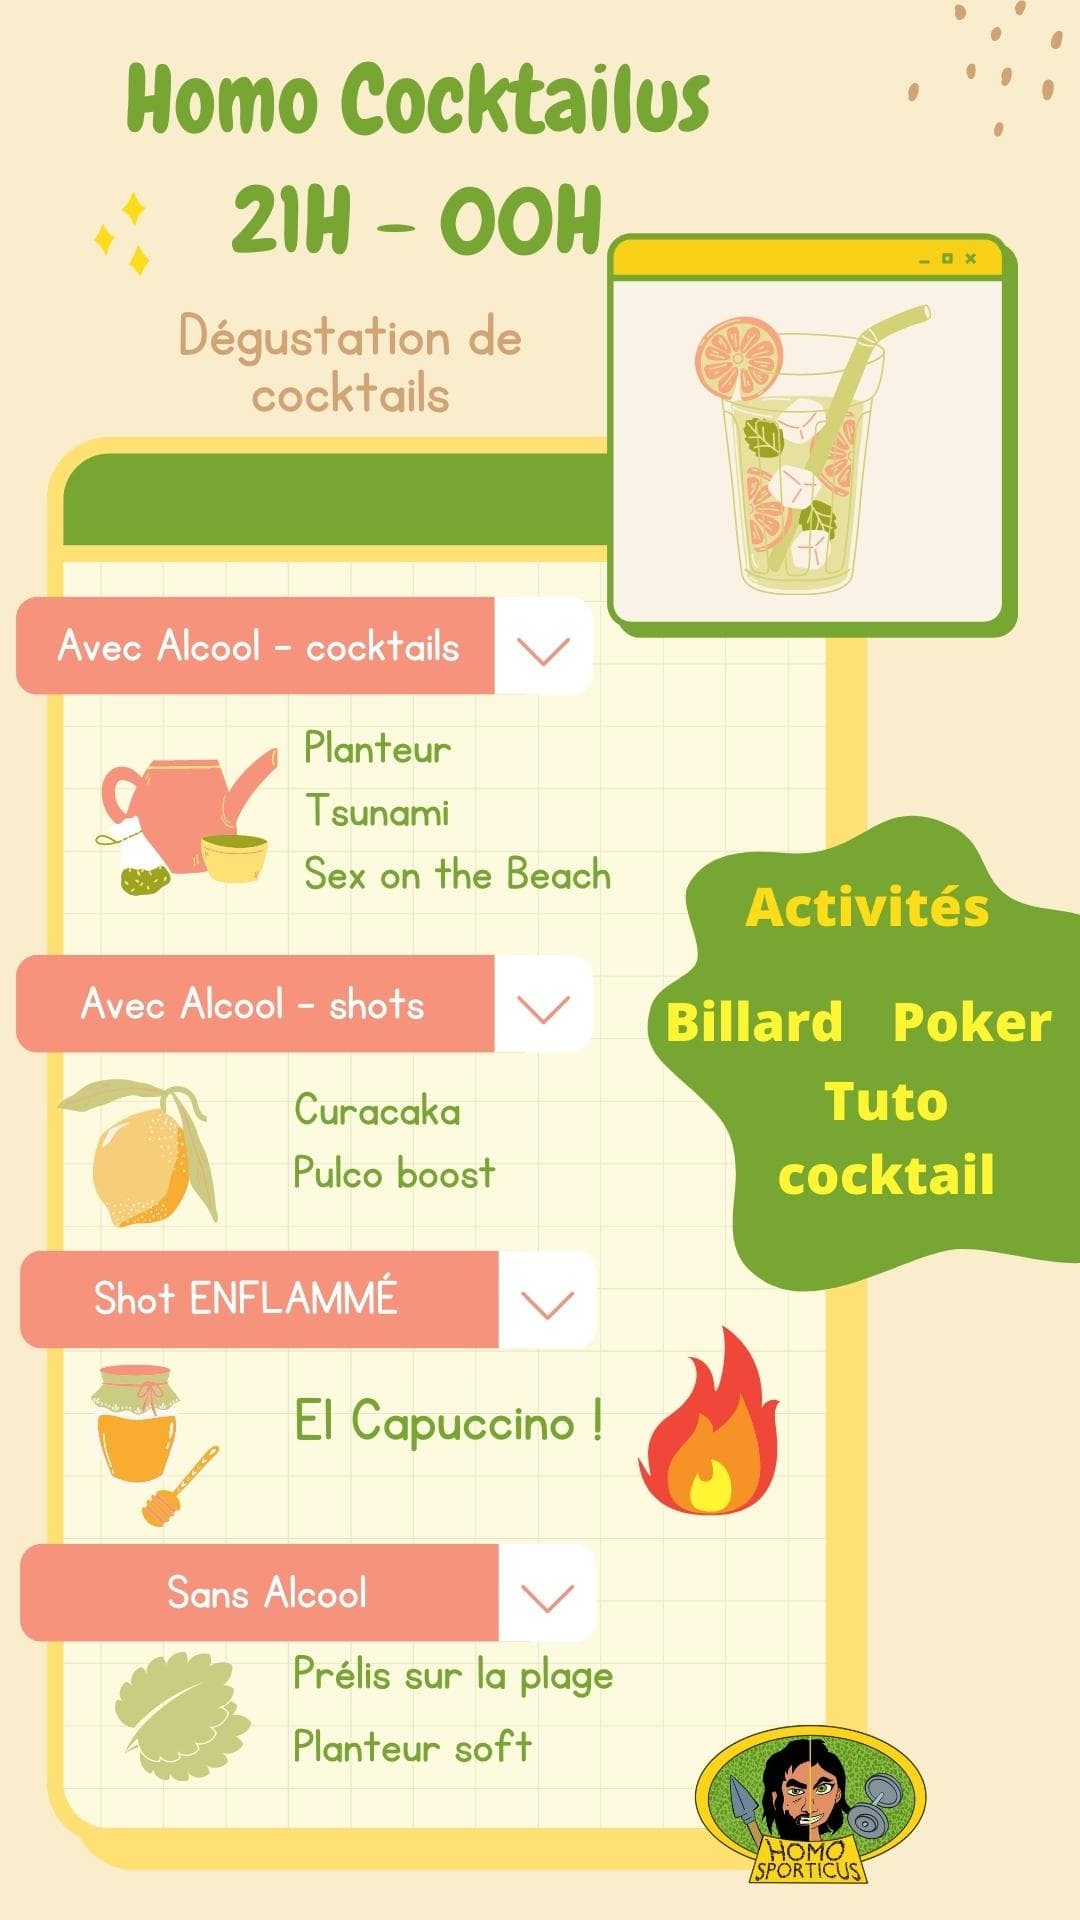 Homo Cocktailus
21H - 00H
Dégustation de
cocktails
Avec Alcool - cocktails
Planteur
Tsunami
Sex on the Beach
Activités
Billard Poker
Tuto
cocktail
Avec Alcool - shots
Curacaka
Pulco boost
Shot ENFLAMMÉ
El Capuccino !
Sans Alcool
Prélis sur la plage
Planteur soft
HOMO
SPORTICUS